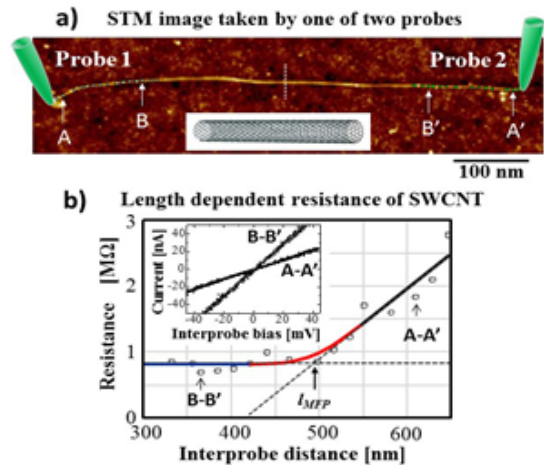 a) STM image taken by one of two probes
Probe 1
Probe 2
A
B
B'
A'
100 nm
b) Length dependent resistance of SWCNT
Resistance [MΩ]
3
2
1
0
Current [nA]
40
20
0
-20
-40
B-B'
A-A'
-40 -20 0 20 40
Interprobe bias [mV]
A-A'
B-B'
lMFP
300 400 500 600
Interprobe distance [nm]